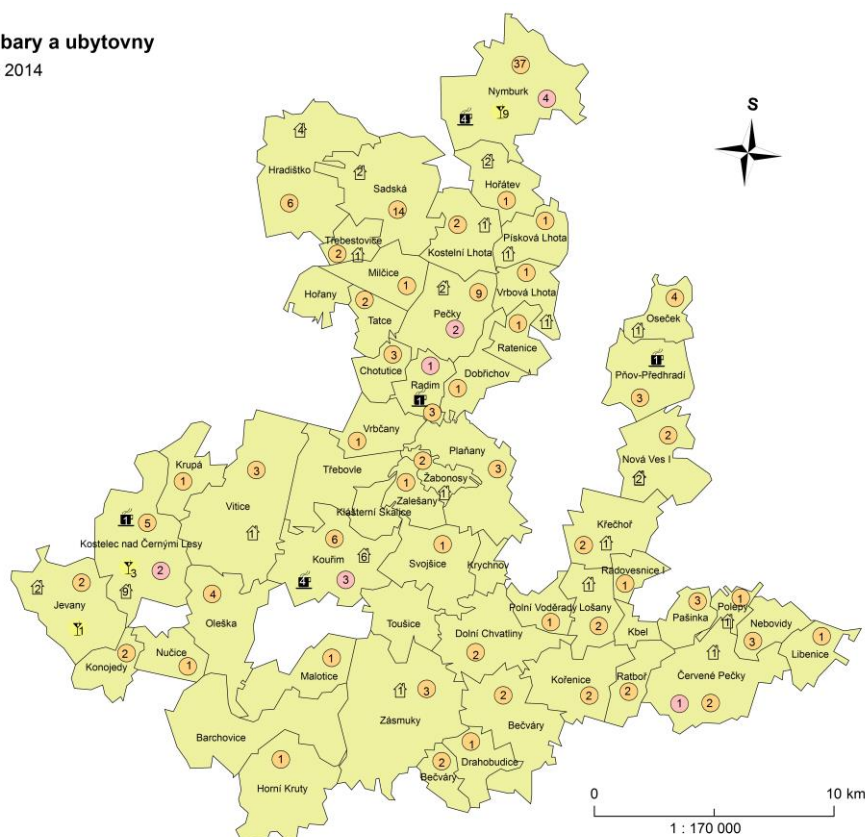 bary a ubytovny
2014
37
Nymburk
4
4
9
S
4
Hradištko
6
2
Sadská
14
2
Hořátev
1
Třebestovice
2
1
2
1
Kostelní Lhota
1
Písková Lhota
1
Milčice
1
Hořany
2
Tatce
2
9
Pečky
2
1
Vrbová Lhota
1
1
Ratenice
4
Oseček
1
1
Pňov-Předhradí
3
3
Chotutice
1
Radim
1
3
1
Dobřichov
2
Nová Ves I
2
1
Vrbčany
Plaňany
3
2
Žabonosy
1
1
Zalešany
Třebovle
Klášterní Skalice
Krupá
1
3
Vitice
1
1
5
Kostelec nad Černými Lesy
3
2
9
6
Kouřim
6
4
3
1
Svojšice
Krychnov
Křečhoř
2
1
Radovesnice I
1
2
2
Jevany
1
4
Oleška
Toušice
Polní Voděrady
1
1
Lošany
2
Kbel
3
Pašinka
1
Polepy
1
Nebovidy
3
1
Libenice
2
Konojedy
Nučice
1
1
Malotice
Dolní Chvatliny
2
1
Červené Pečky
1
2
Kořenice
2
Ratboř
2
1
3
Zásmuky
2
Bečváry
Barchovice
1
Horní Kruty
2
Bečváry
1
Drahobudice
0
10 km
1 : 170 000